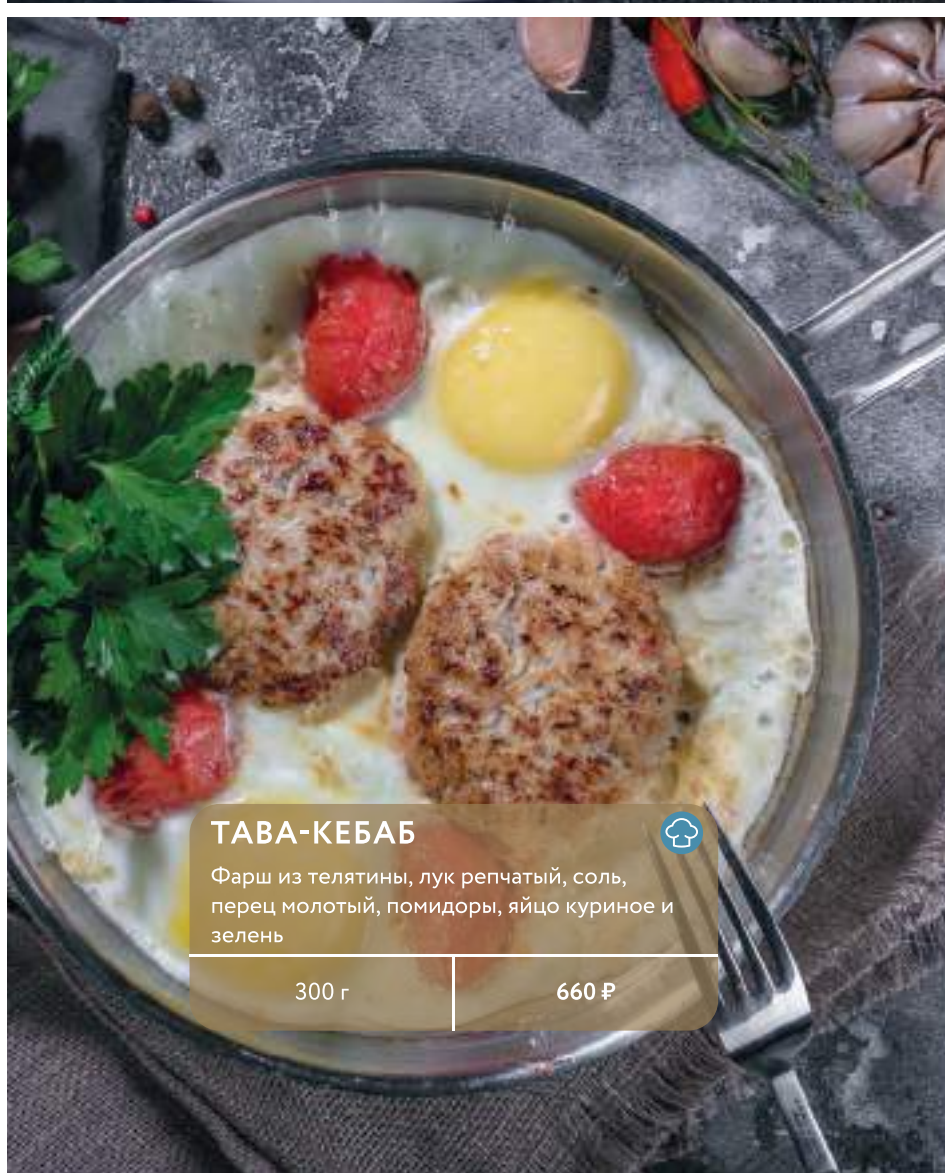 ТАВА-КЕБАБ
Фарш из телятины, лук репчатый, соль,
перец молотый, помидоры, яйцо куриное и
зелень
300 г
660 ₽